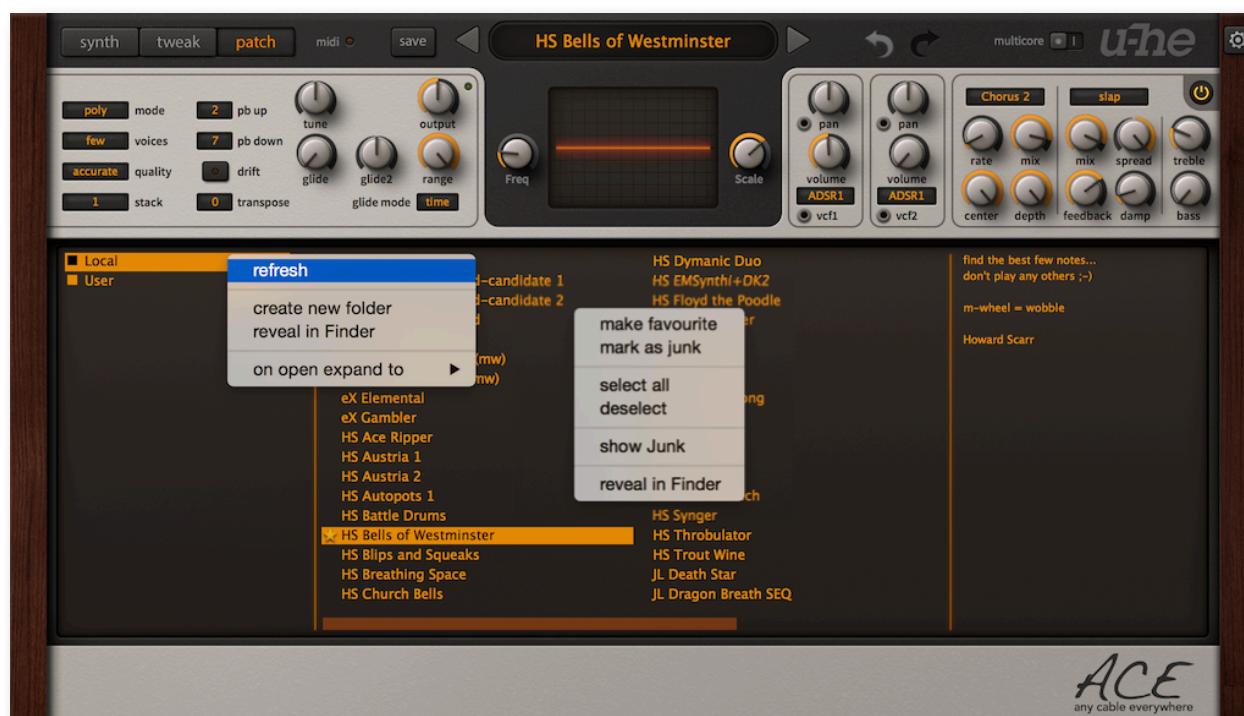 synth tweak patch midi save HS Bells of Westminster multicore u-he
poly mode 2 pb up
few voices 7 pb down
accurate quality drift
1 stack 0 transpose
tune output
glide glide2 range
glide mode time
Freq Scale
pan
volume
ADSR1
vcf1
pan
volume
ADSR1
vcf2
Chorus 2 slap
rate mix mix spread treble
center depth feedback damp bass
Local
User
refresh
create new folder
reveal in Finder
on open expand to
d-candidate 1
d-candidate 2
d
(mw)
mw)
eX Elemental
eX Gambler
HS Ace Ripper
HS Austria 1
HS Austria 2
HS Autopots 1
HS Battle Drums
HS Bells of Westminster
HS Blips and Squeaks
HS Breathing Space
HS Church Bells
HS Dymanic Duo
HS EMSynthi+DK2
HS Floyd the Poodle
er
make favourite
mark as junk
select all
deselect
show Junk
reveal in Finder
ong
ch
HS Synger
HS Throbulator
HS Trout Wine
JL Death Star
JL Dragon Breath SEQ
find the best few notes...
don't play any others ;-)
m-wheel = wobble
Howard Scarr
ACE
any cable everywhere